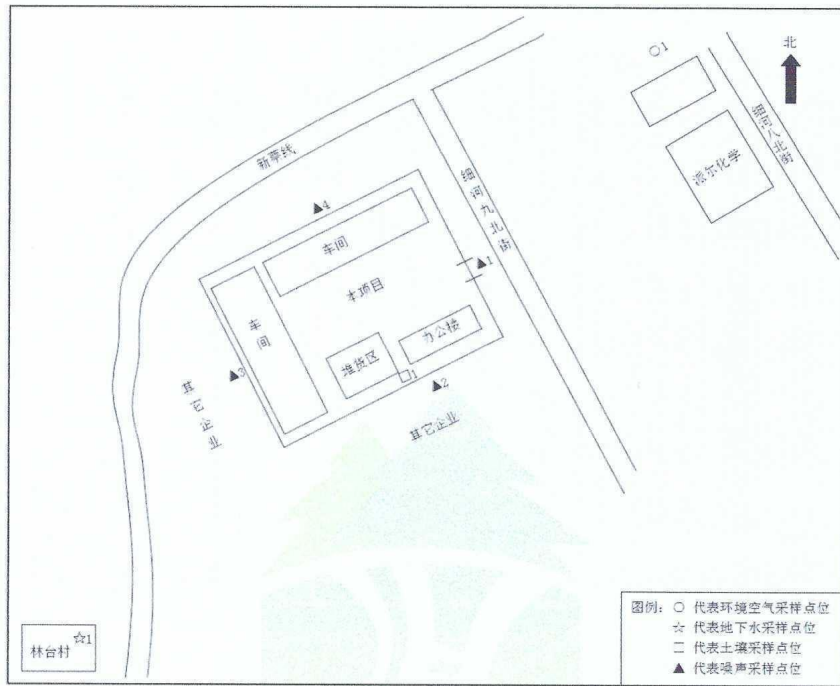 ○1
北
细河八北街
派尔化学
新蔡线
细河九北街
▲4
车间
▲1
本项目
车间
办公楼
堆货区
□1
▲2
▲3
其它企业
其它企业
图例：○ 代表环境空气采样点位
☆ 代表地下水采样点位
□ 代表土壤采样点位
▲ 代表噪声采样点位
☆1
林台村